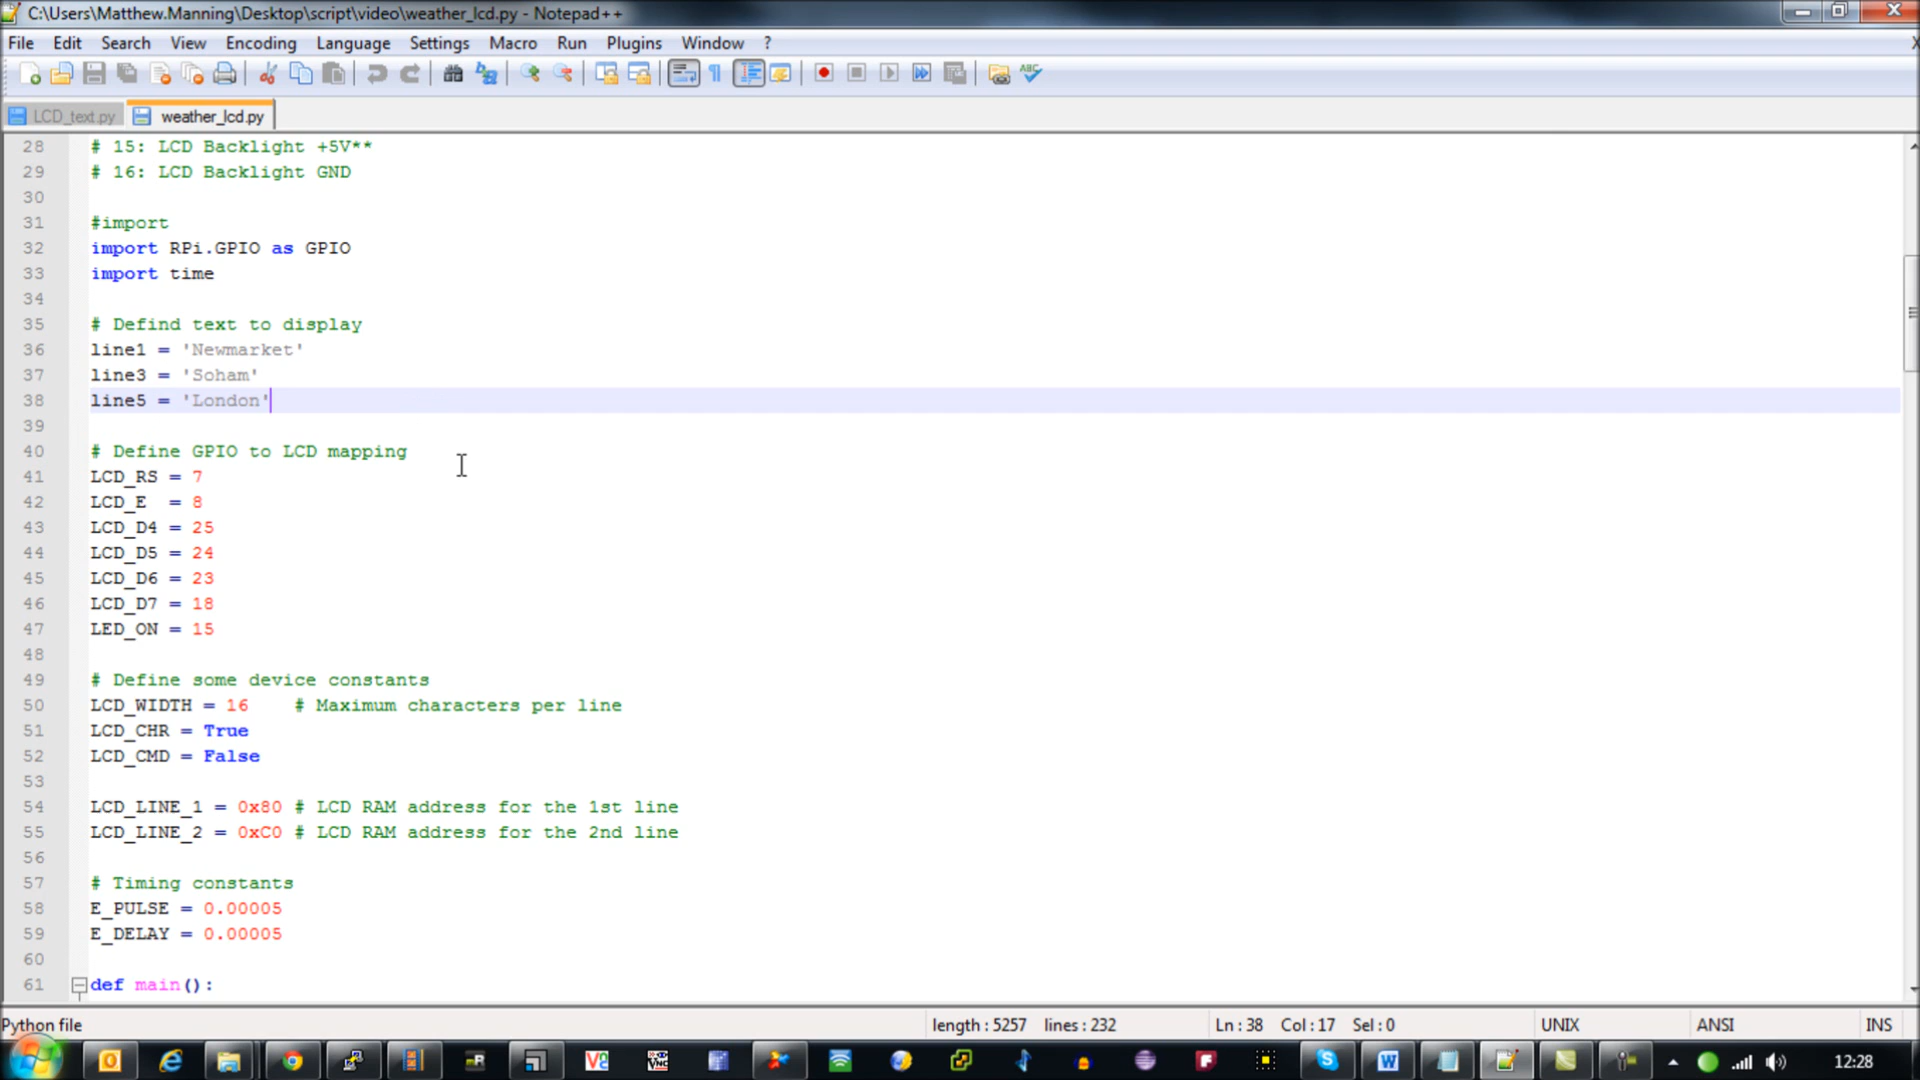 C:\Users\Matthew.Manning\Desktop\script\video\weather_lcd.py - Notepad++
File Edit Search View Encoding Language Settings Macro Run Plugins Window ?
LCD_text.py weather_lcd.py
28 # 15: LCD Backlight +5V**
29 # 16: LCD Backlight GND
30
31 #import
32 import RPi.GPIO as GPIO
33 import time
34
35 # Defind text to display
36 line1 = 'Newmarket'
37 line3 = 'Soham'
38 line5 = 'London'
39
40 # Define GPIO to LCD mapping
41 LCD_RS = 7
42 LCD_E  = 8
43 LCD_D4 = 25
44 LCD_D5 = 24
45 LCD_D6 = 23
46 LCD_D7 = 18
47 LED_ON = 15
48
49 # Define some device constants
50 LCD_WIDTH = 16    # Maximum characters per line
51 LCD_CHR = True
52 LCD_CMD = False
53
54 LCD_LINE_1 = 0x80 # LCD RAM address for the 1st line
55 LCD_LINE_2 = 0xC0 # LCD RAM address for the 2nd line
56
57 # Timing constants
58 E_PULSE = 0.00005
59 E_DELAY = 0.00005
60
61 def main():
Python file length : 5257 lines : 232 Ln : 38 Col : 17 Sel : 0 UNIX ANSI INS
12:28